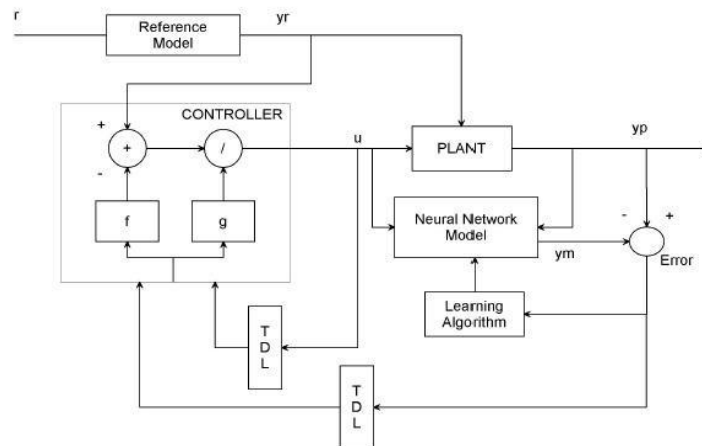 r
Reference
Model
yr
CONTROLLER
+
+
-
/
f
g
u
PLANT
yp
Neural Network
Model
ym
-
+
Error
Learning
Algorithm
T
D
L
T
D
L